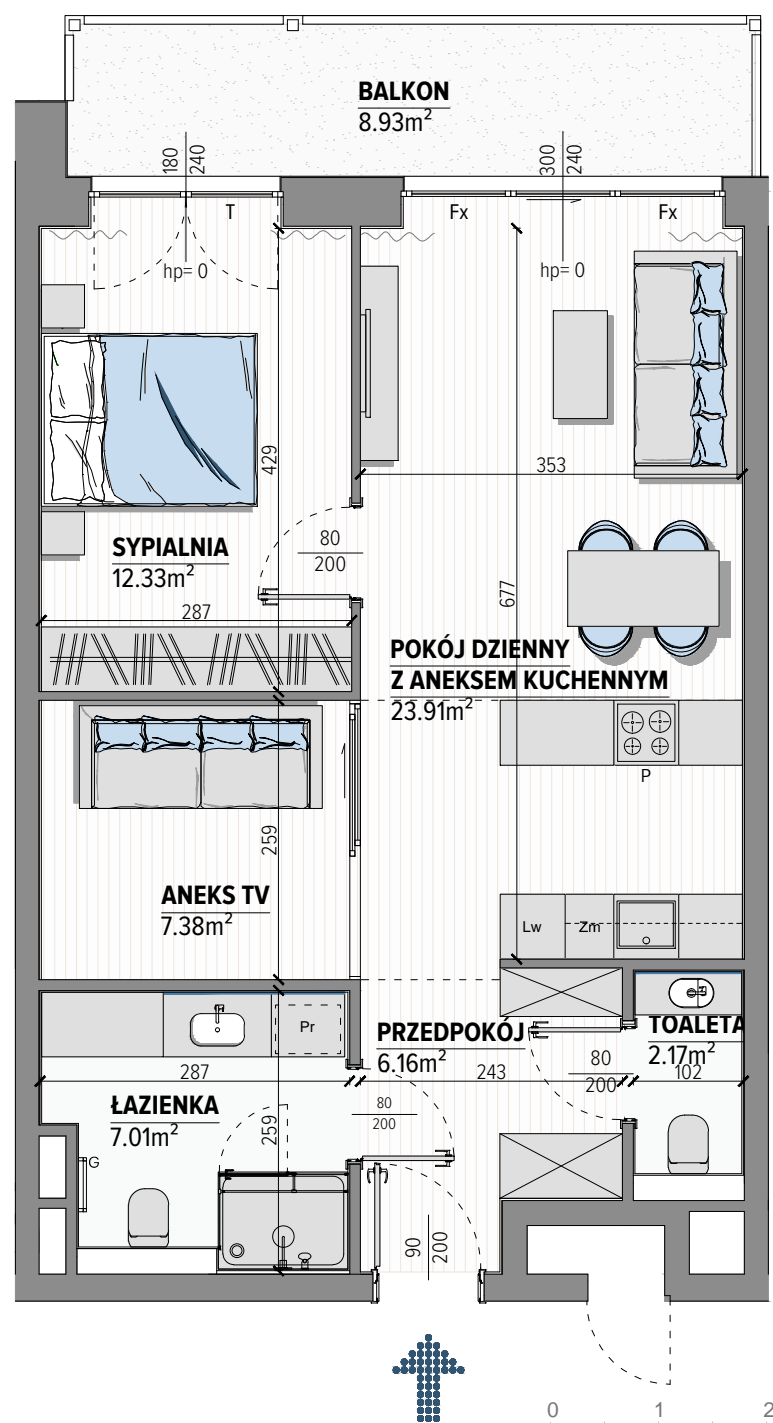 BALKON
8.93m²
180
240
300
240
T
Fx
Fx
hp= 0
hp= 0
429
353
SYPIALNIA
12.33m²
80
200
287
677
POKÓJ DZIENNY
Z ANEKSEM KUCHENNYM
23.91m²
P
259
ANEKS TV
7.38m²
Lw
Zm
Pr
PRZEDPOKÓJ
6.16m²
TOALETA
2.17m²
287
243
80
200
102
ŁAZIENKA
7.01m²
259
80
200
G
90
200
0
1
2